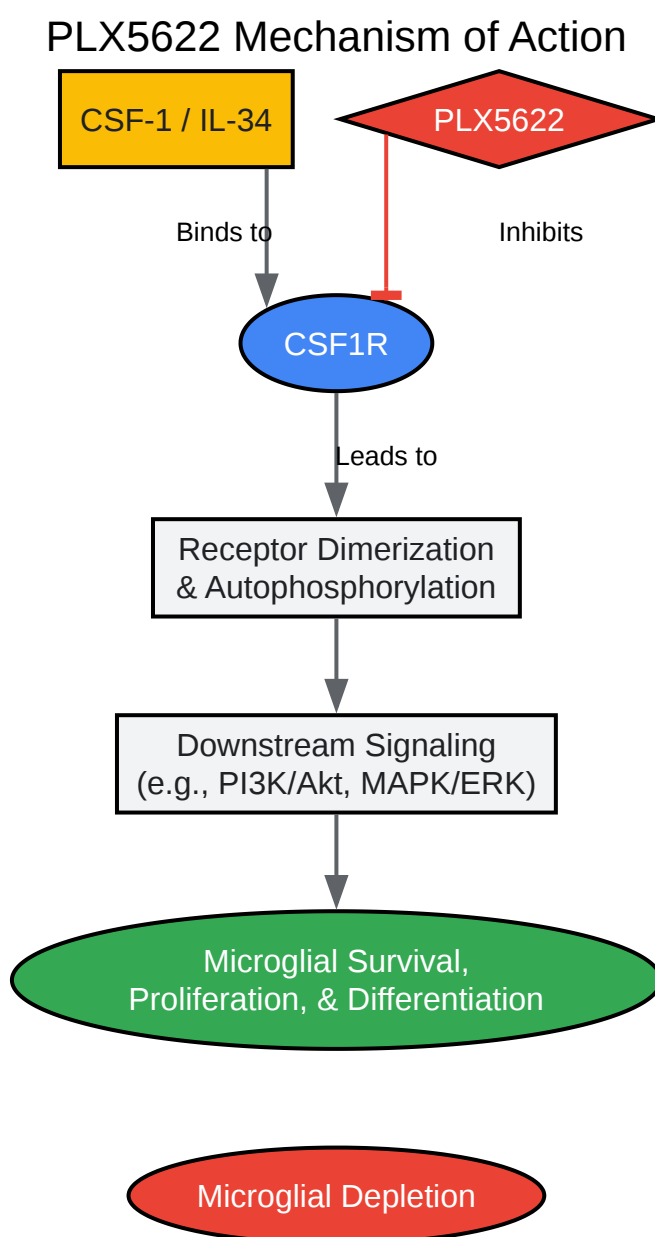 PLX5622 Mechanism of Action
CSF-1 / IL-34
PLX5622
Binds to
Inhibits
CSF1R
Leads to
Receptor Dimerization
& Autophosphorylation
Downstream Signaling
(e.g., PI3K/Akt, MAPK/ERK)
Microglial Survival,
Proliferation, & Differentiation
Microglial Depletion